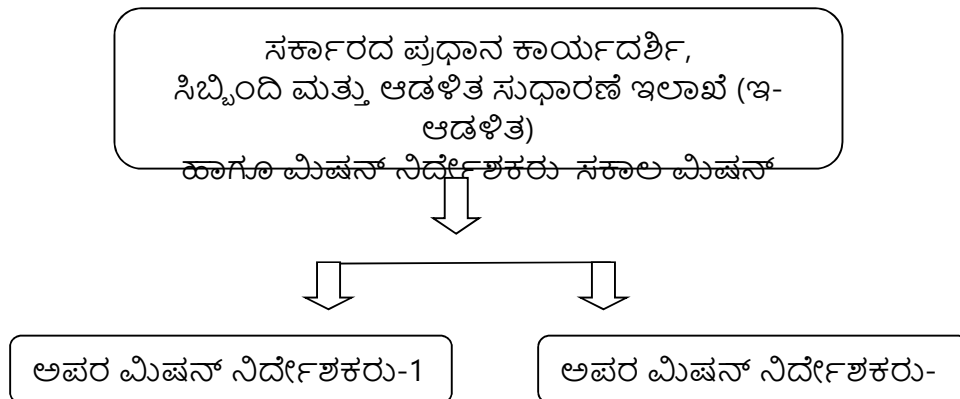 ಸರ್ಕಾರದ ಪ್ರಧಾನ ಕಾರ್ಯದರ್ಶಿ,
ಸಿಬ್ಬಂದಿ ಮತ್ತು ಆಡಳಿತ ಸುಧಾರಣೆ ಇಲಾಖೆ (ಇ-
ಆಡಳಿತ)
ಹಾಗೂ ಮಿಷನ್ ನಿರ್ದೇಶಕರು ಸಕಾಲ ಮಿಷನ್
ಅಪರ ಮಿಷನ್ ನಿರ್ದೇಶಕರು-1
ಅಪರ ಮಿಷನ್ ನಿರ್ದೇಶಕರು-